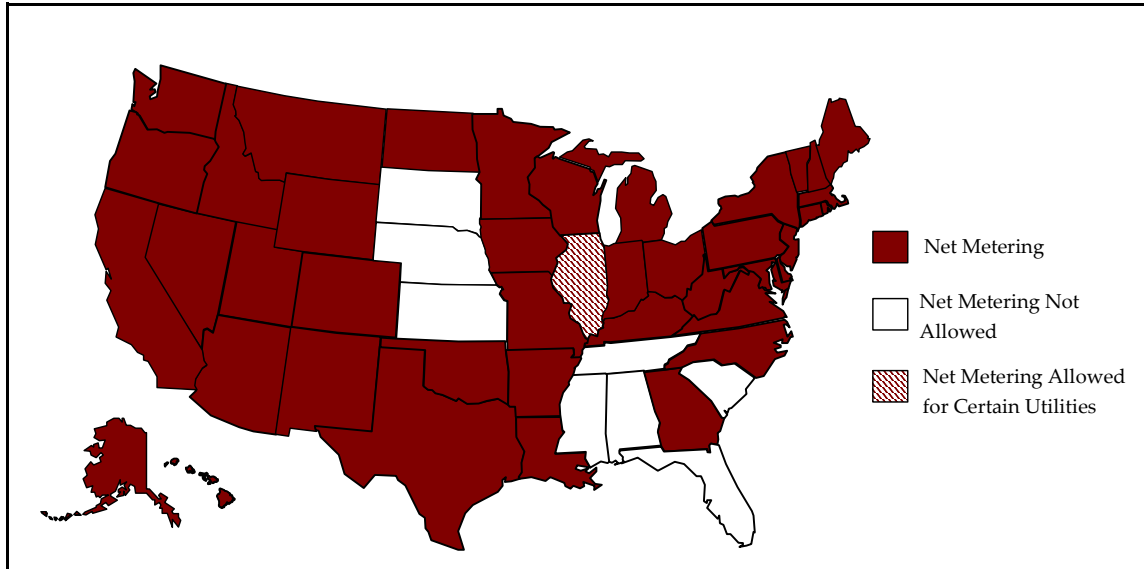 Net Metering
Net Metering Not
Allowed
Net Metering Allowed
for Certain Utilities